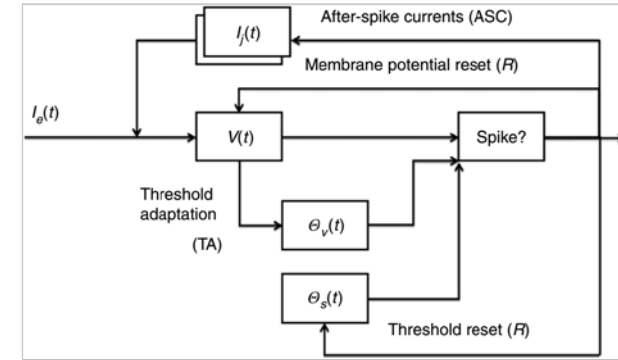 After-spike currents (ASC)
I_j(t)
Membrane potential reset (R)
I_e(t)
V(t)
Spike?
Threshold
adaptation
(TA)
Θ_v(t)
Θ_s(t)
Threshold reset (R)